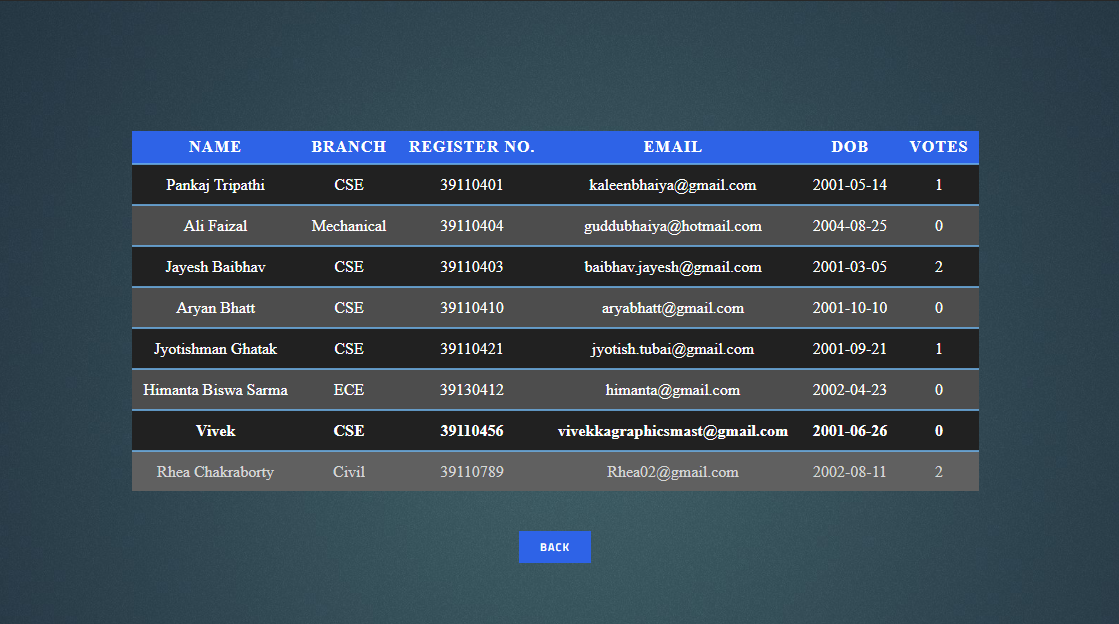 NAME BRANCH REGISTER NO. EMAIL DOB VOTES
Pankaj Tripathi CSE 39110401 kaleenbhaiya@gmail.com 2001-05-14 1
Ali Faizal Mechanical 39110404 guddubhaiya@hotmail.com 2004-08-25 0
Jayesh Baibhav CSE 39110403 baibhav.jayesh@gmail.com 2001-03-05 2
Aryan Bhatt CSE 39110410 aryabhatt@gmail.com 2001-10-10 0
Jyotishman Ghatak CSE 39110421 jyotish.tubai@gmail.com 2001-09-21 1
Himanta Biswa Sarma ECE 39130412 himanta@gmail.com 2002-04-23 0
Vivek CSE 39110456 vivekkagraphicsmast@gmail.com 2001-06-26 0
Rhea Chakraborty Civil 39110789 Rhea02@gmail.com 2002-08-11 2
BACK